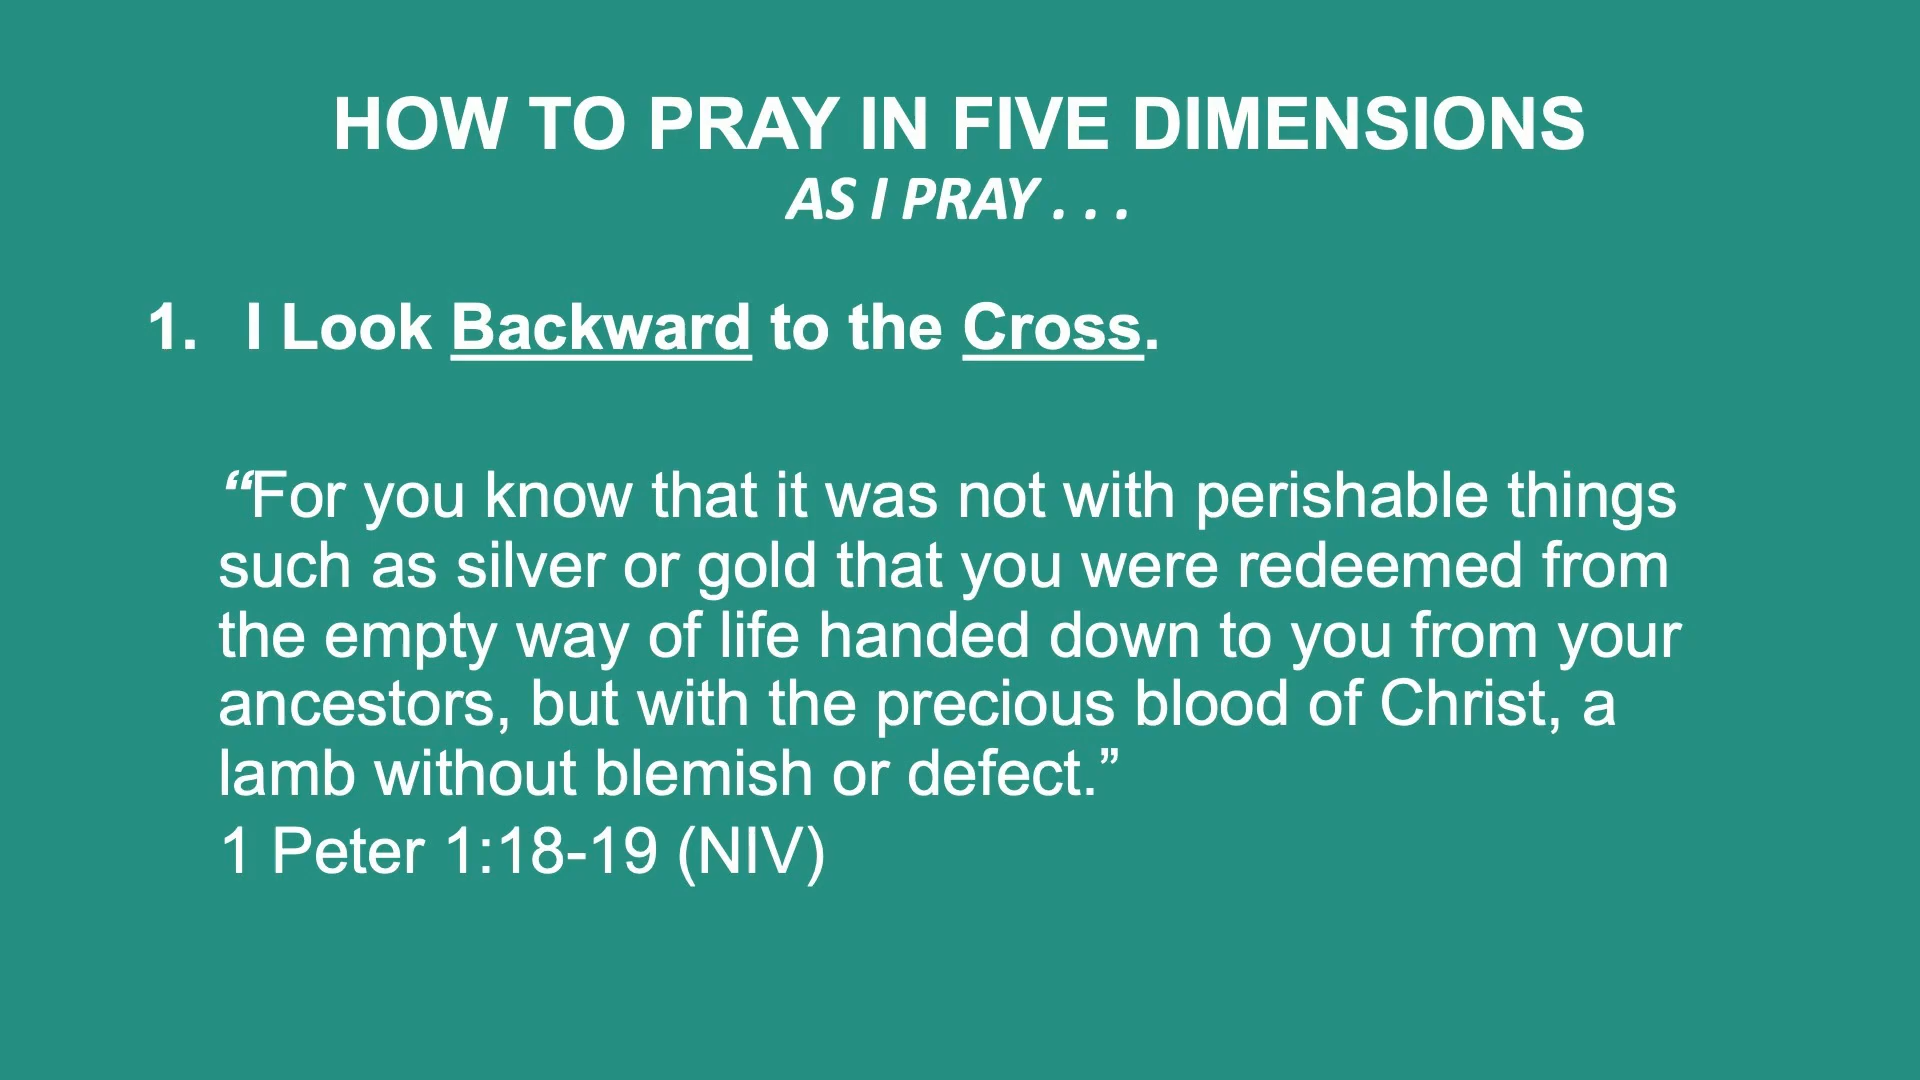 HOW TO PRAY IN FIVE DIMENSIONS
AS I PRAY . . .
1. I Look Backward to the Cross.
“For you know that it was not with perishable things
such as silver or gold that you were redeemed from
the empty way of life handed down to you from your
ancestors, but with the precious blood of Christ, a
lamb without blemish or defect.”
1 Peter 1:18-19 (NIV)